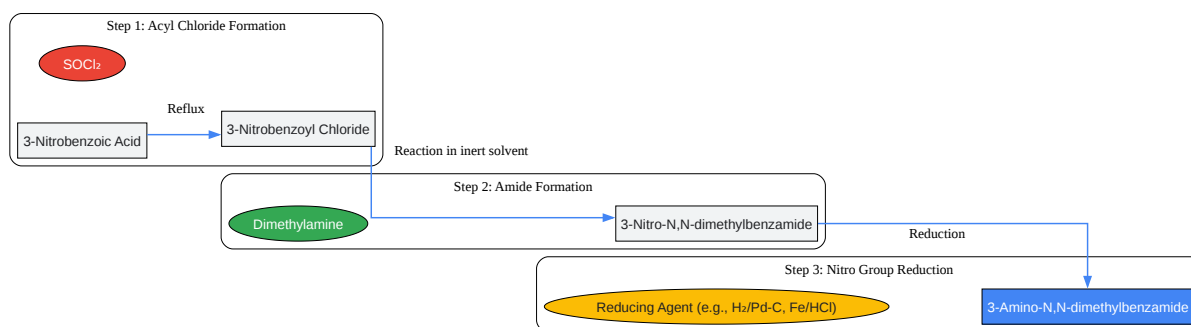 Step 1: Acyl Chloride Formation
SOCl₂
Reflux
3-Nitrobenzoic Acid
3-Nitrobenzoyl Chloride
Reaction in inert solvent
Step 2: Amide Formation
Dimethylamine
3-Nitro-N,N-dimethylbenzamide
Reduction
Step 3: Nitro Group Reduction
Reducing Agent (e.g., H₂/Pd-C, Fe/HCl)
3-Amino-N,N-dimethylbenzamide